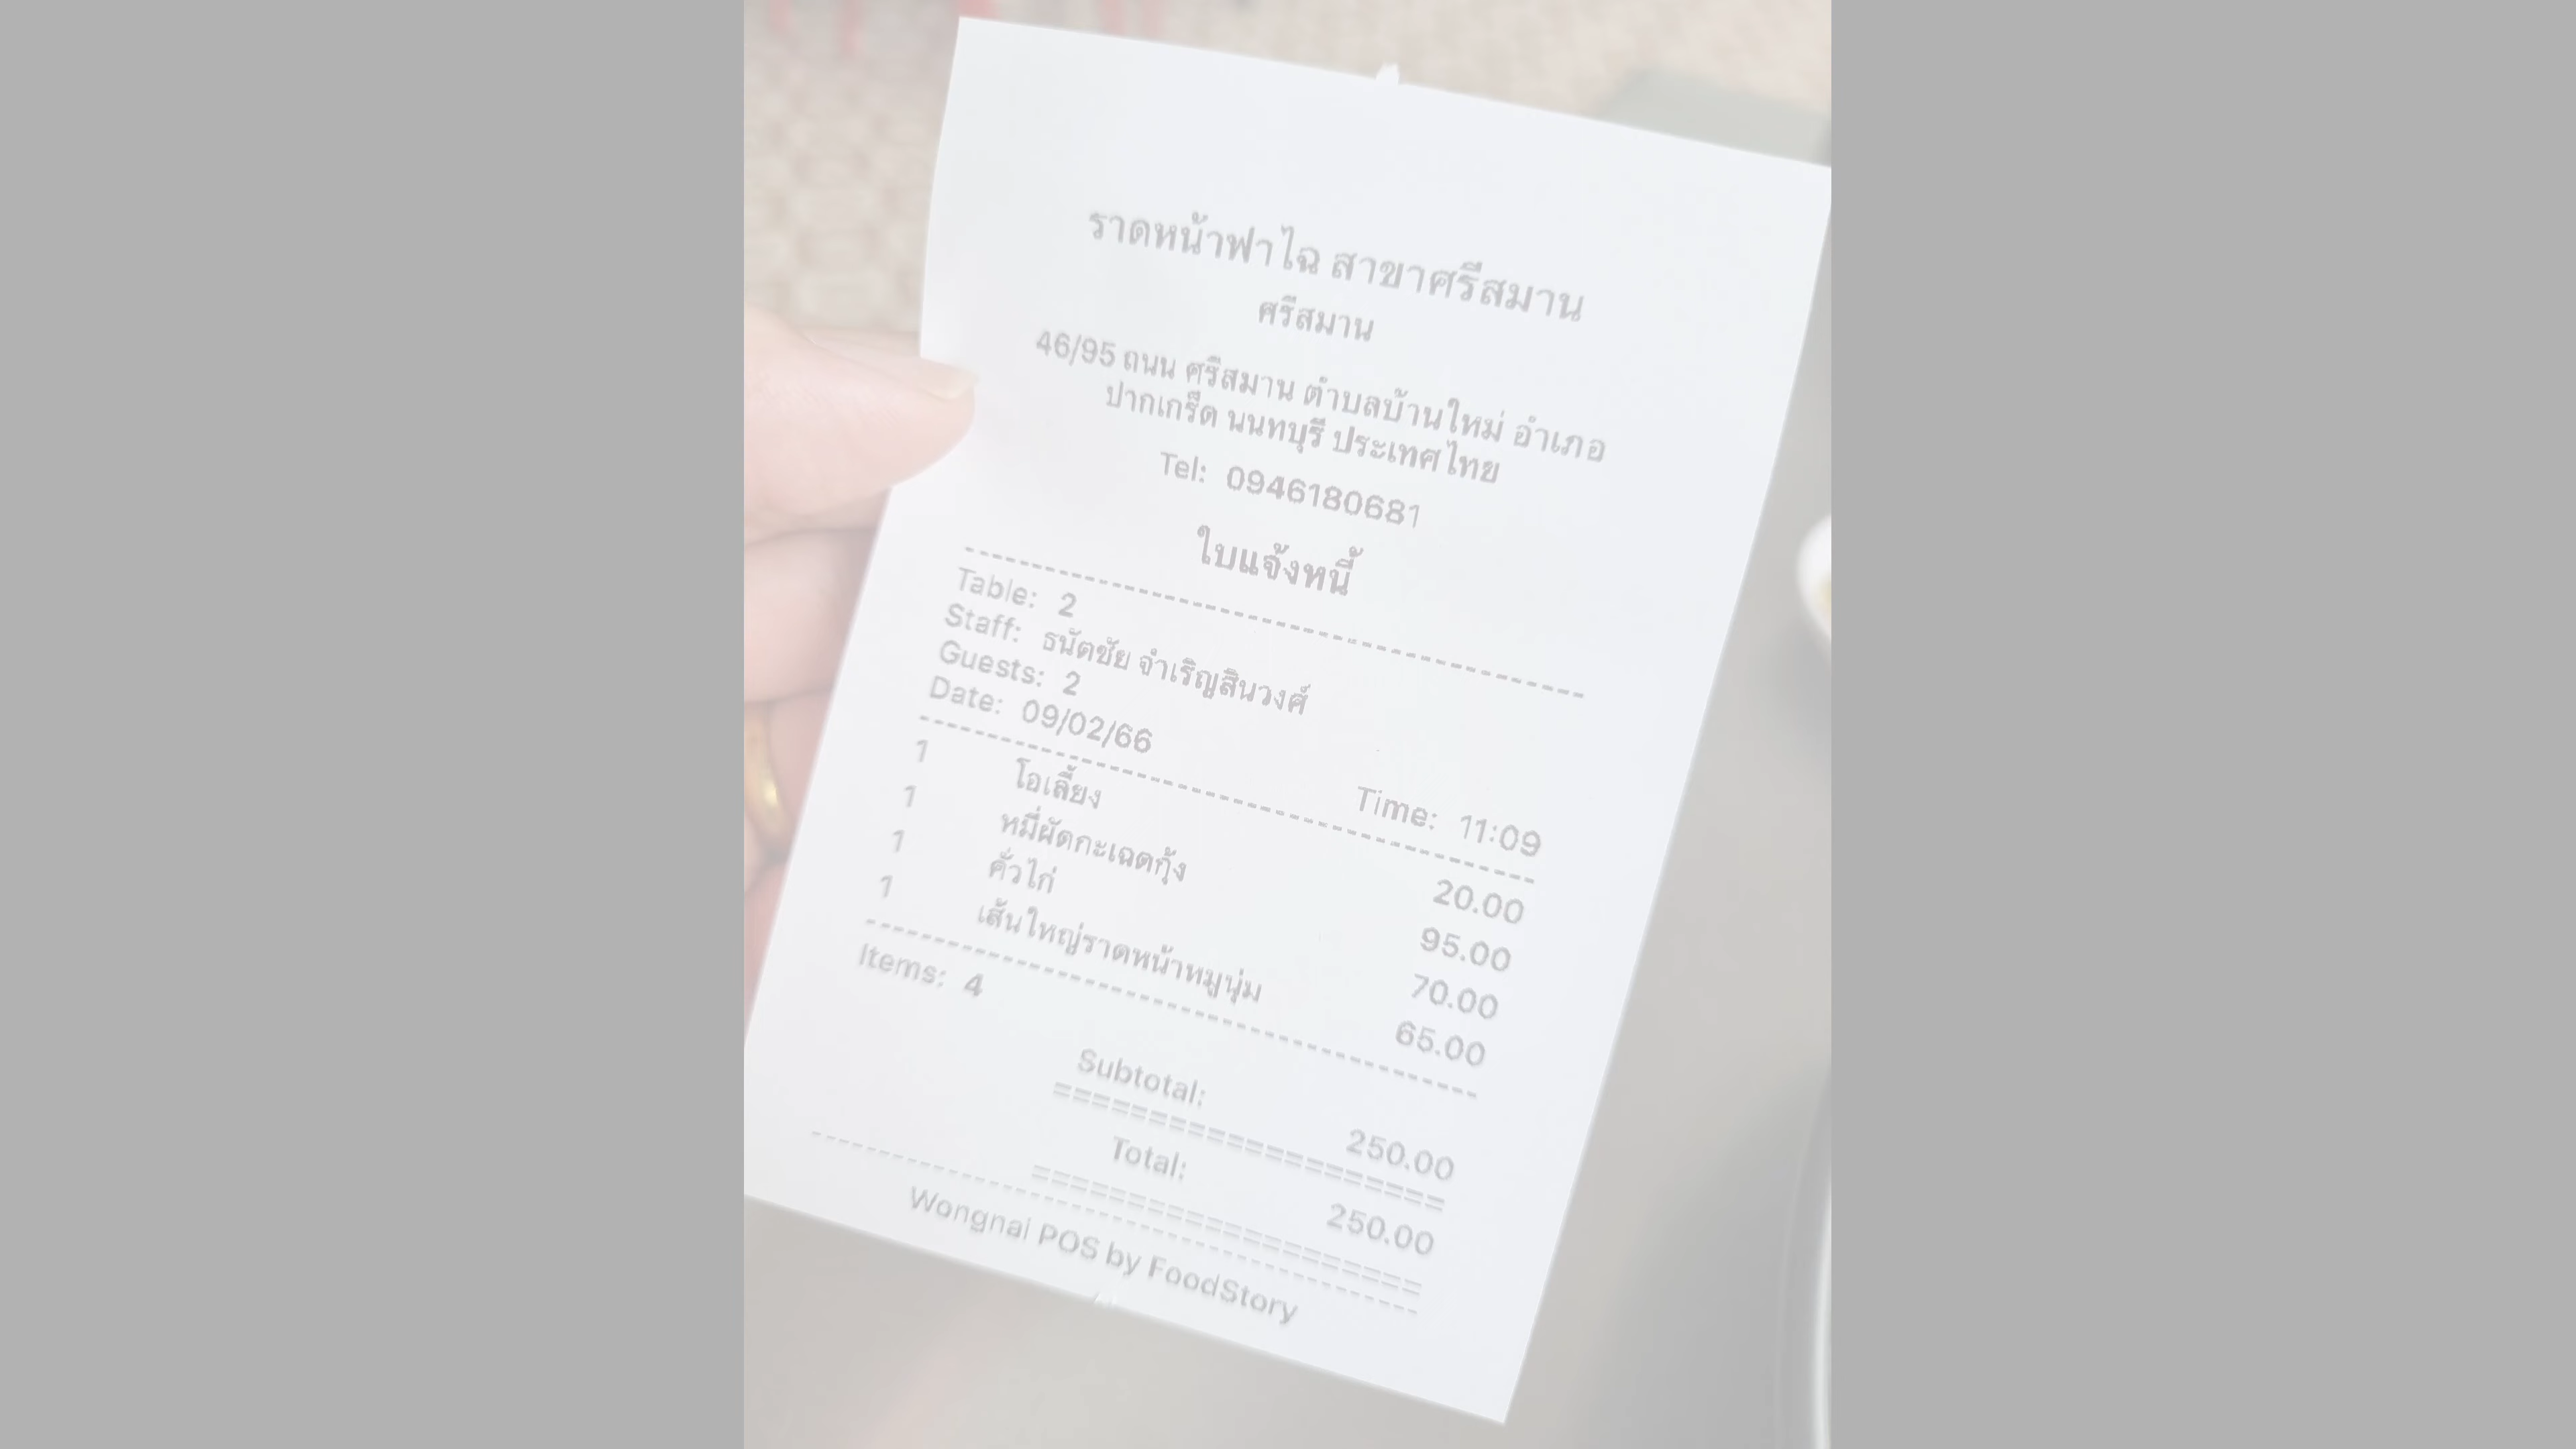 ราดหน้าฟาไฉ สาขาศรีสมาน
ศรีสมาน
46/95 ถนน ศรีสมาน ตำบลบ้านใหม่ อำเภอ
ปากเกร็ด นนทบุรี ประเทศไทย
Tel: 0946180681
ใบแจ้งหนี้
Table: 2
Staff: ธนัตชัย จำเริญสินวงศ์
Guests: 2
Date: 09/02/66 Time: 11:09
1 โอเลี้ยง 20.00
1 หมี่ผัดกะเฉดกุ้ง 95.00
1 คั่วไก่ 70.00
1 เส้นใหญ่ราดหน้าหมูนุ่ม 65.00
Items: 4
Subtotal: 250.00
Total: 250.00
Wongnai POS by FoodStory